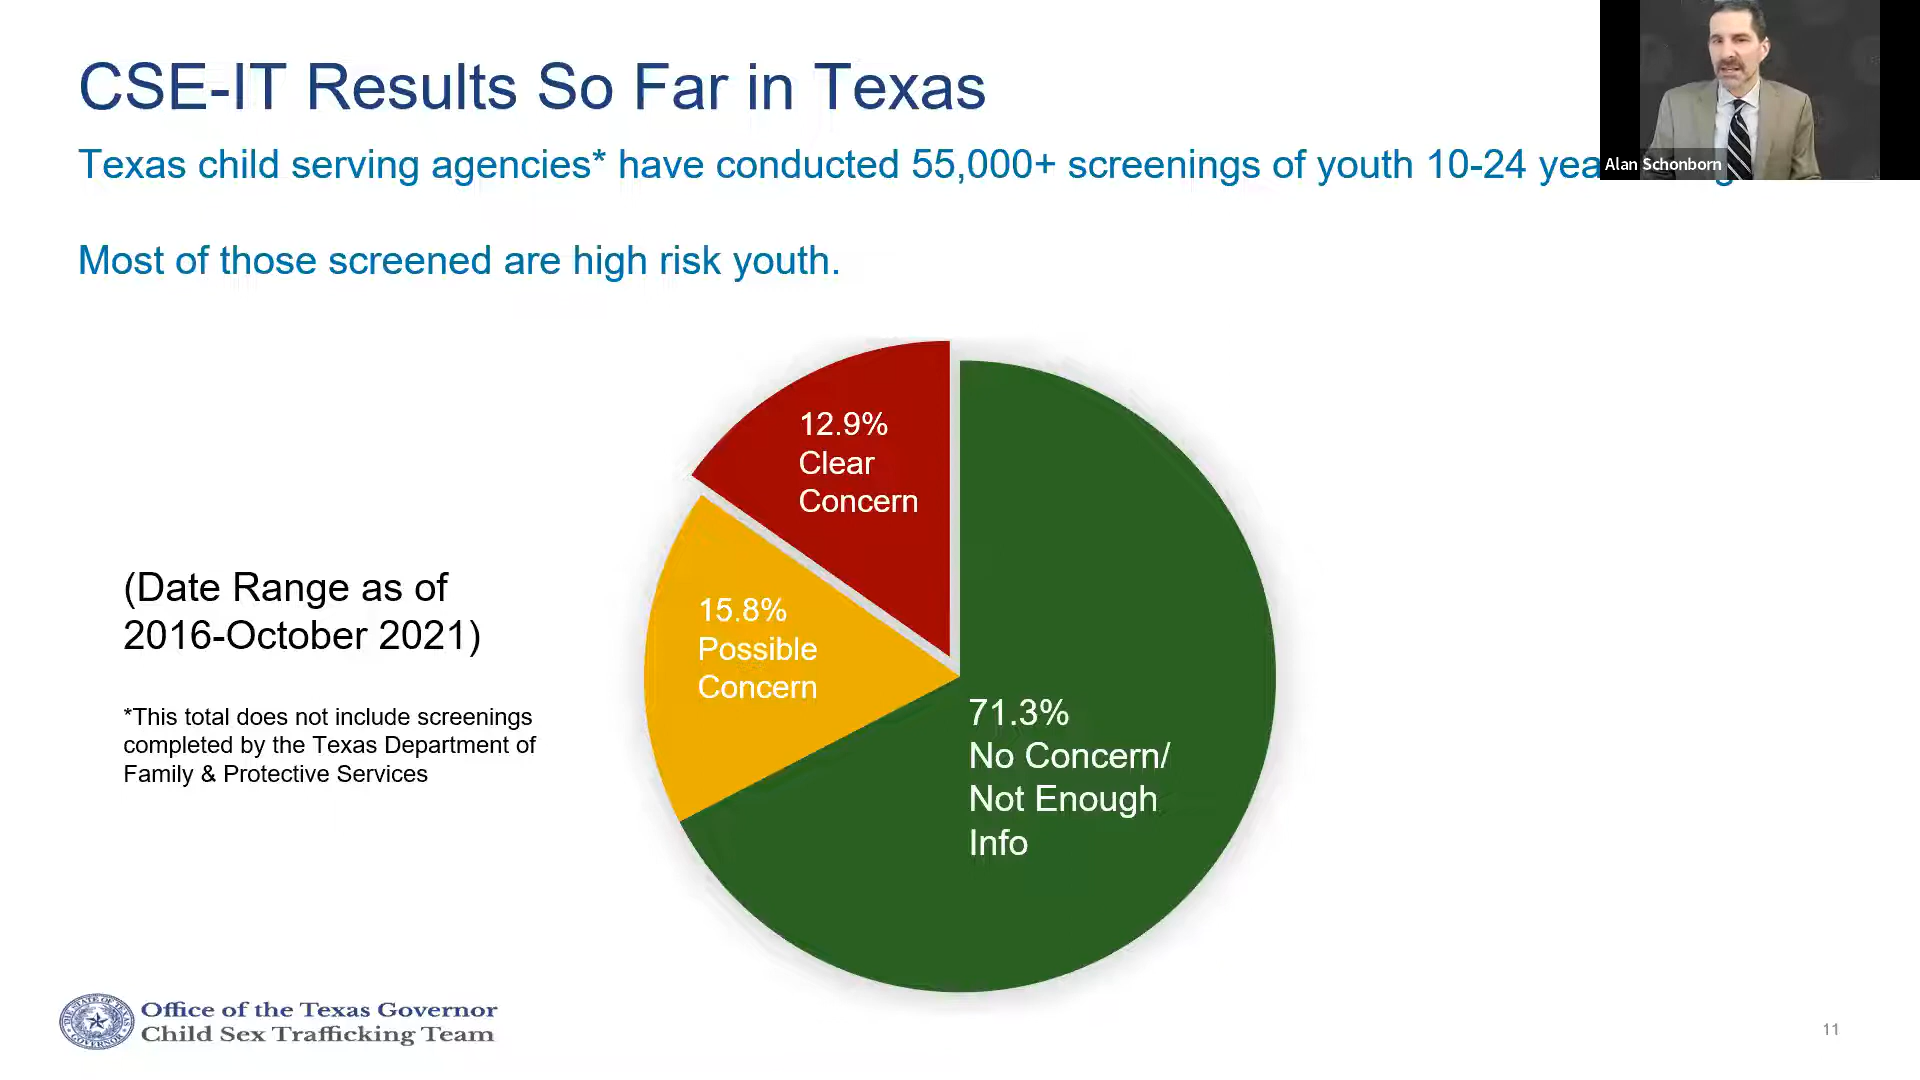 CSE-IT Results So Far in Texas
Texas child serving agencies* have conducted 55,000+ screenings of youth 10-24
Alan Schonborn
Most of those screened are high risk youth.
12.9%
Clear
Concern
15.8%
Possible
Concern
71.3%
No Concern/
Not Enough
Info
(Date Range as of
2016-October 2021)
*This total does not include screenings
completed by the Texas Department of
Family & Protective Services
Office of the Texas Governor
Child Sex Trafficking Team
11